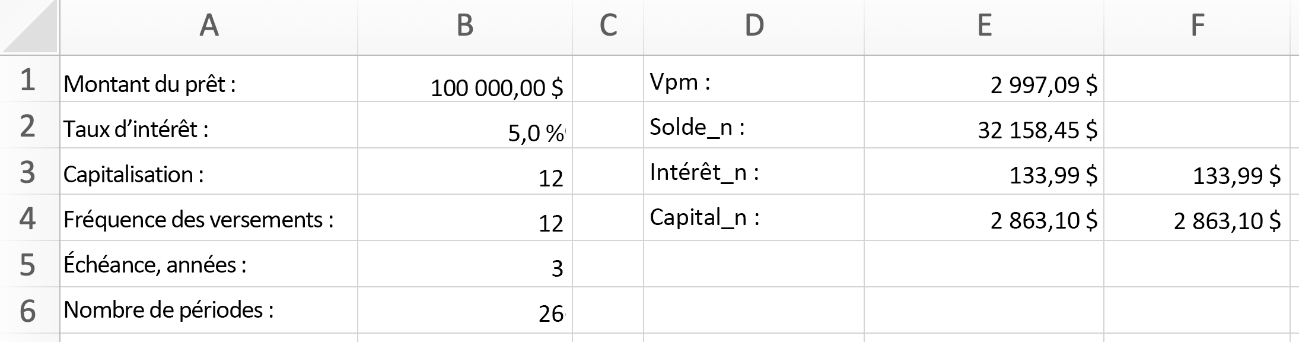 A B C D E F
1 Montant du prêt : 100 000,00 $ Vpm : 2 997,09 $
2 Taux d’intérêt : 5,0 % Solde_n : 32 158,45 $
3 Capitalisation : 12 Intérêt_n : 133,99 $ 133,99 $
4 Fréquence des versements : 12 Capital_n : 2 863,10 $ 2 863,10 $
5 Échéance, années : 3
6 Nombre de périodes : 26